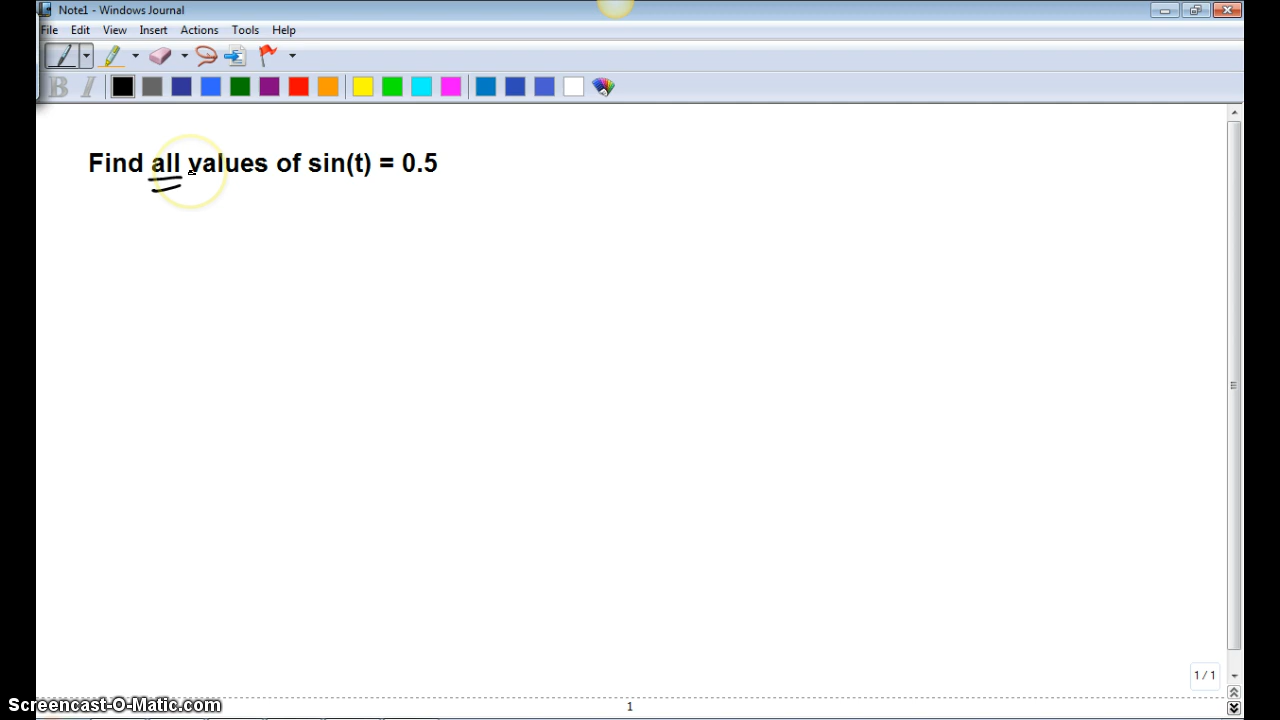 Note1 - Windows Journal
File Edit View Insert Actions Tools Help
B I
Find all values of sin(t) = 0.5
1 / 1
1
Screencast-O-Matic.com